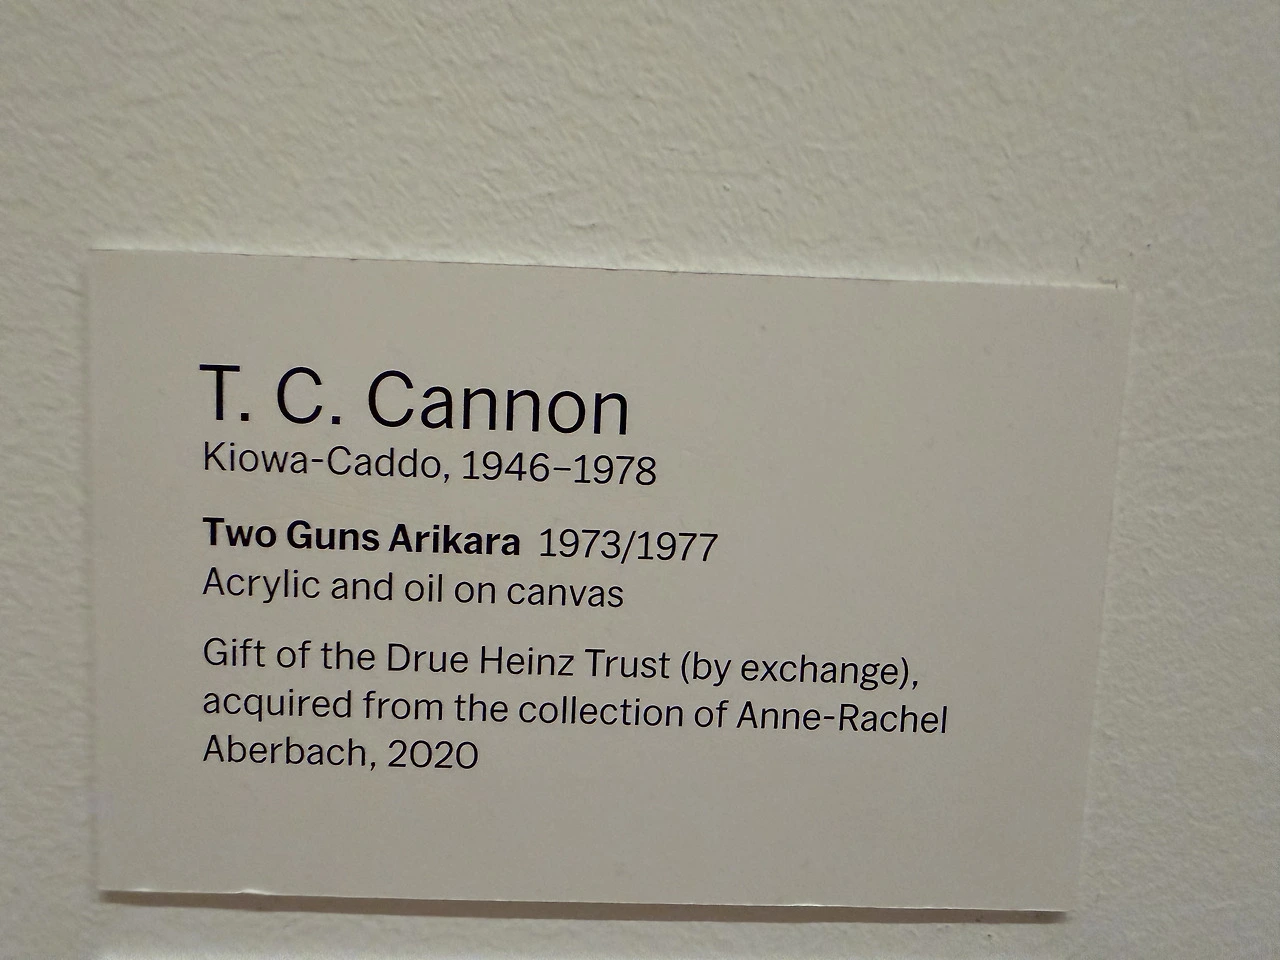 T. C. Cannon
Kiowa-Caddo, 1946–1978
Two Guns Arikara 1973/1977
Acrylic and oil on canvas
Gift of the Drue Heinz Trust (by exchange),
acquired from the collection of Anne-Rachel
Aberbach, 2020